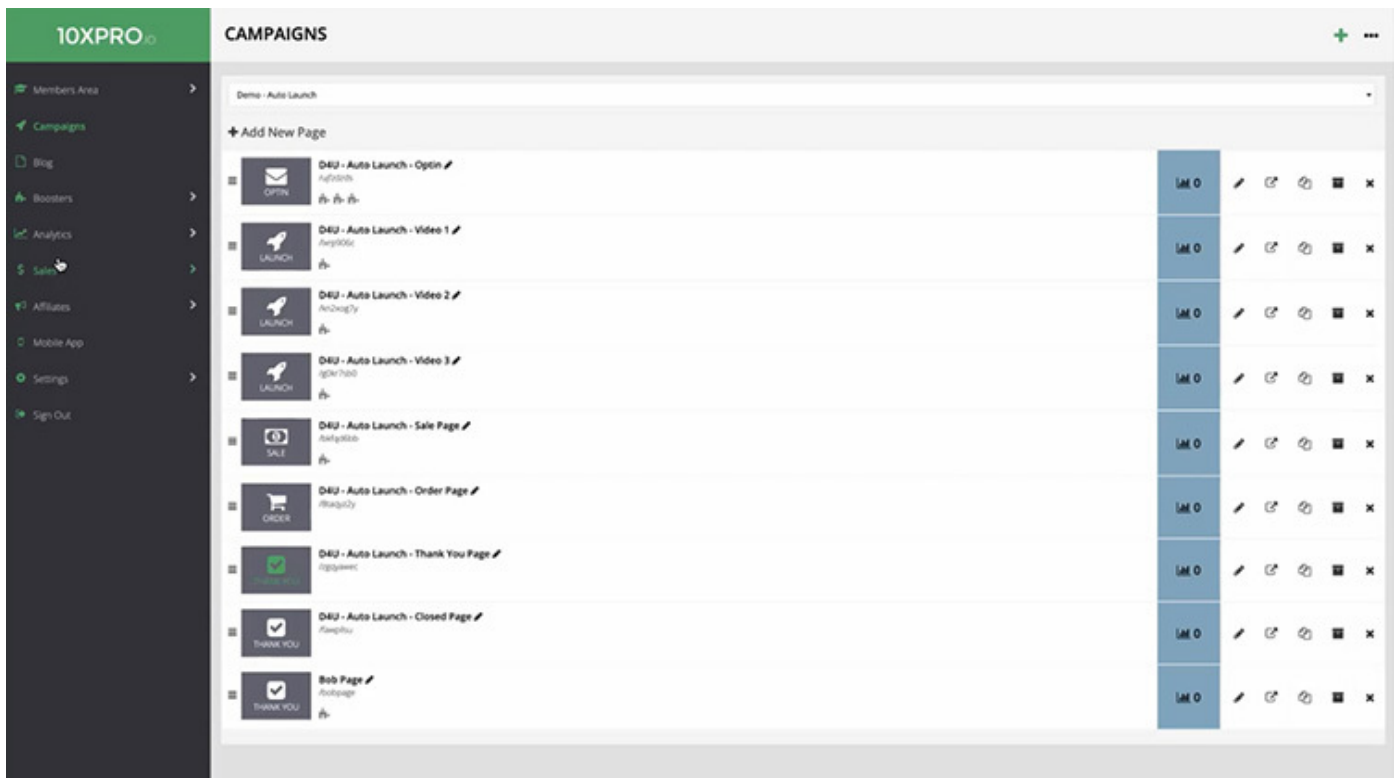 10XPRO.io
CAMPAIGNS
Members Area
Campaigns
Blog
Boosters
Analytics
Sales
Affiliates
Mobile App
Settings
Sign Out
Demo - Auto Launch
Add New Page
OPTIN
D4U - Auto Launch - Optin
0
LAUNCH
D4U - Auto Launch - Video 1
0
LAUNCH
D4U - Auto Launch - Video 2
0
LAUNCH
D4U - Auto Launch - Video 3
0
SALE
D4U - Auto Launch - Sale Page
0
ORDER
D4U - Auto Launch - Order Page
0
THANK YOU
D4U - Auto Launch - Thank You Page
0
THANK YOU
D4U - Auto Launch - Closed Page
0
THANK YOU
Bob Page
/bobpage
0